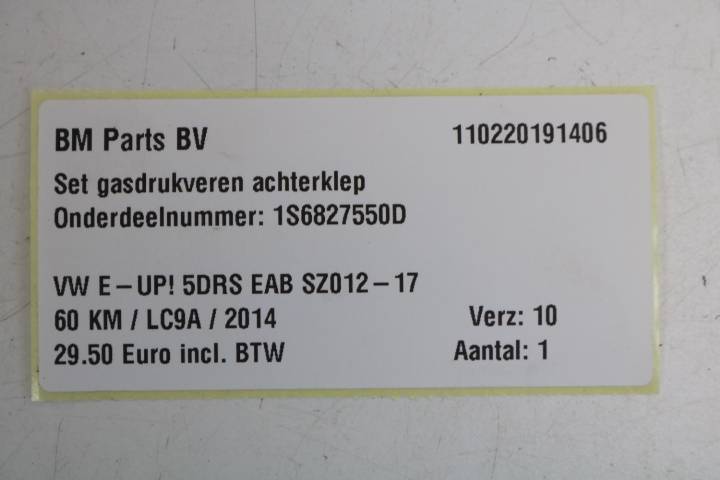 BM Parts BV 110220191406
Set gasdrukveren achterklep
Onderdeelnummer: 1S6827550D
VW E-UP! 5DRS EAB SZ012-17
60 KM / LC9A / 2014 Verz: 10
29.50 Euro incl. BTW Aantal: 1